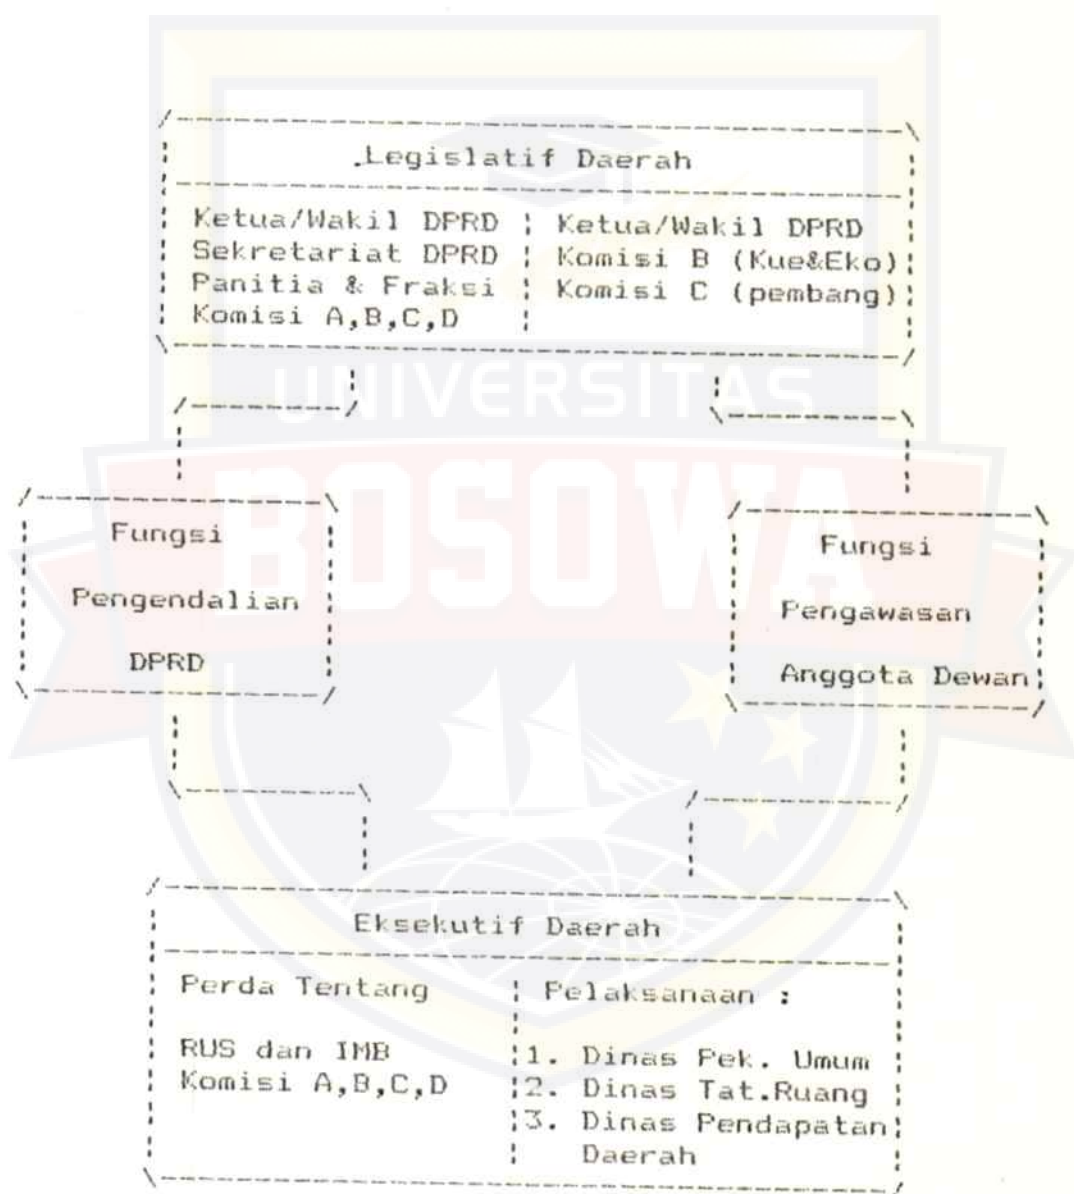 Legislatif Daerah
Ketua/Wakil DPRD
Sekretariat DPRD
Panitia & Fraksi
Komisi A,B,C,D
Ketua/Wakil DPRD
Komisi B (Kue&Eko)
Komisi C (pembang)
UNIVERSITAS
BOSOWA
Fungsi
Pengendalian
DPRD
Fungsi
Pengawasan
Anggota Dewan
Eksekutif Daerah
Perda Tentang
RUS dan IMB
Komisi A,B,C,D
Pelaksanaan :
1. Dinas Pek. Umum
2. Dinas Tat.Ruang
3. Dinas Pendapatan
Daerah